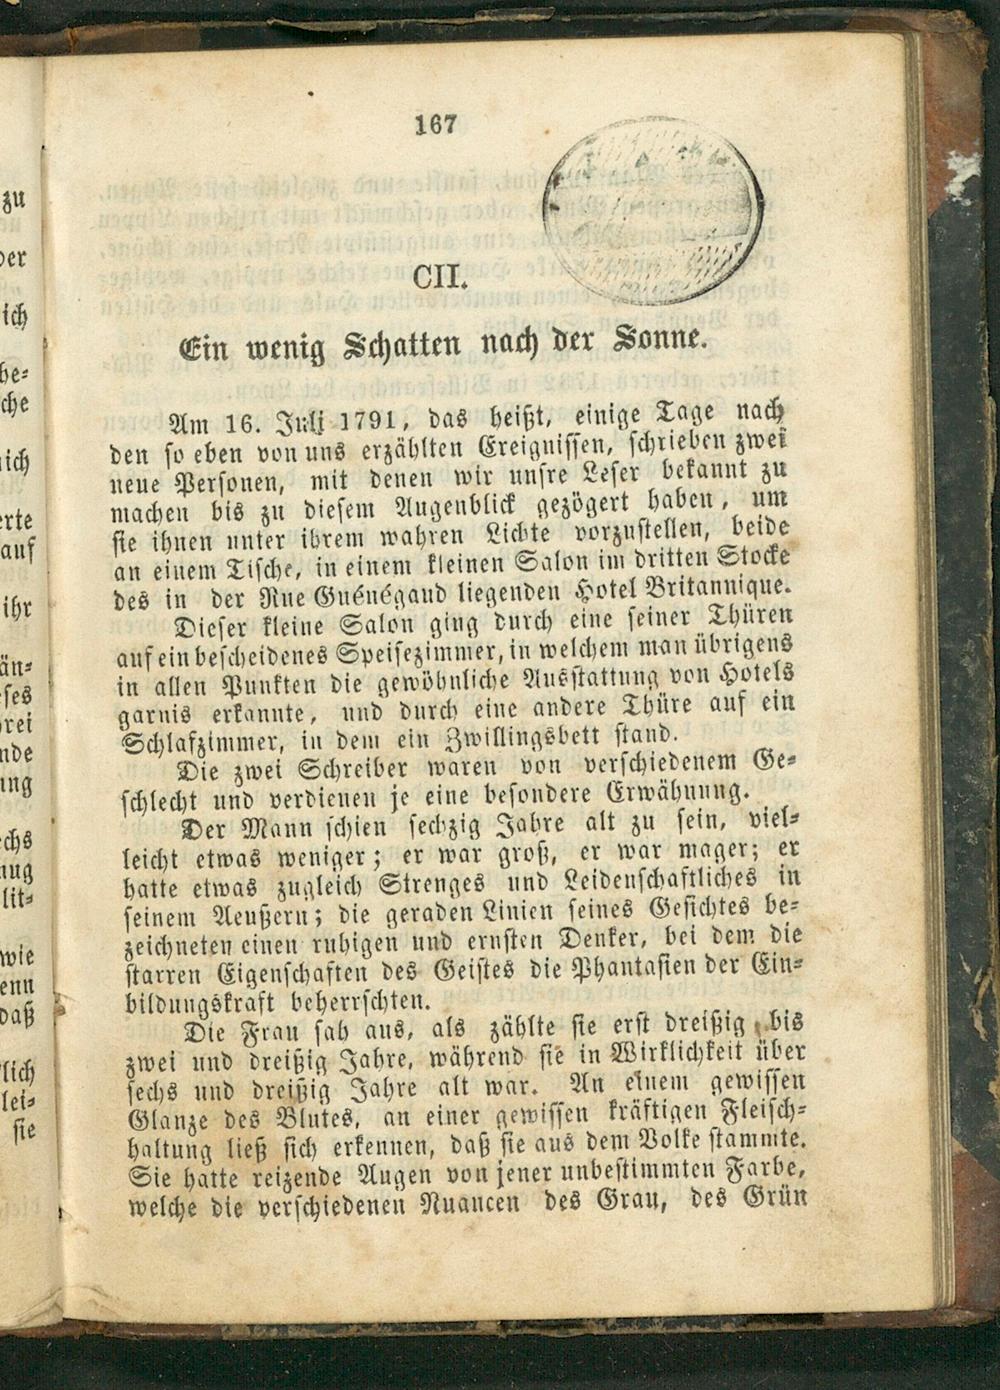 167
CII.
Ein wenig Schatten nach der Sonne.
Am 16. Juli 1791, das heißt, einige Tage nach
den so eben von uns erzählten Ereignissen, schrieben zwei
neue Personen, mit denen wir unsre Leser bekannt zu
machen bis zu diesem Augenblick gezögert haben, um
sie ihnen unter ihrem wahren Lichte vorzustellen, beide
an einem Tische, in einem kleinen Salon im dritten Stocke
des in der Rue Guénégaud liegenden Hotel Britannique.
Dieser kleine Salon ging durch eine seiner Thüren
auf ein bescheidenes Speisezimmer, in welchem man übrigens
in allen Punkten die gewöhnliche Ausstattung von Hotels
garnis erkannte, und durch eine andere Thüre auf ein
Schlafzimmer, in dem ein Zwillingsbett stand.
Die zwei Schreiber waren von verschiedenem Ge-
schlecht und verdienen je eine besondere Erwähnung.
Der Mann schien sechzig Jahre alt zu sein, viel-
leicht etwas weniger; er war groß, er war mager; er
hatte etwas zugleich Strenges und Leidenschaftliches in
seinem Aeußern; die geraden Linien seines Gesichtes be-
zeichneten einen ruhigen und ernsten Denker, bei dem die
starren Eigenschaften des Geistes die Phantasien der Ein-
bildungskraft beherrschten.
Die Frau sah aus, als zählte sie erst dreißig bis
zwei und dreißig Jahre, während sie in Wirklichkeit über
sechs und dreißig Jahre alt war. An einem gewissen
Glanze des Blutes, an einer gewissen kräftigen Fleisch-
haltung ließ sich erkennen, daß sie aus dem Volke stammte.
Sie hatte reizende Augen von jener unbestimmten Farbe,
welche die verschiedenen Nuancen des Grau, des Grün